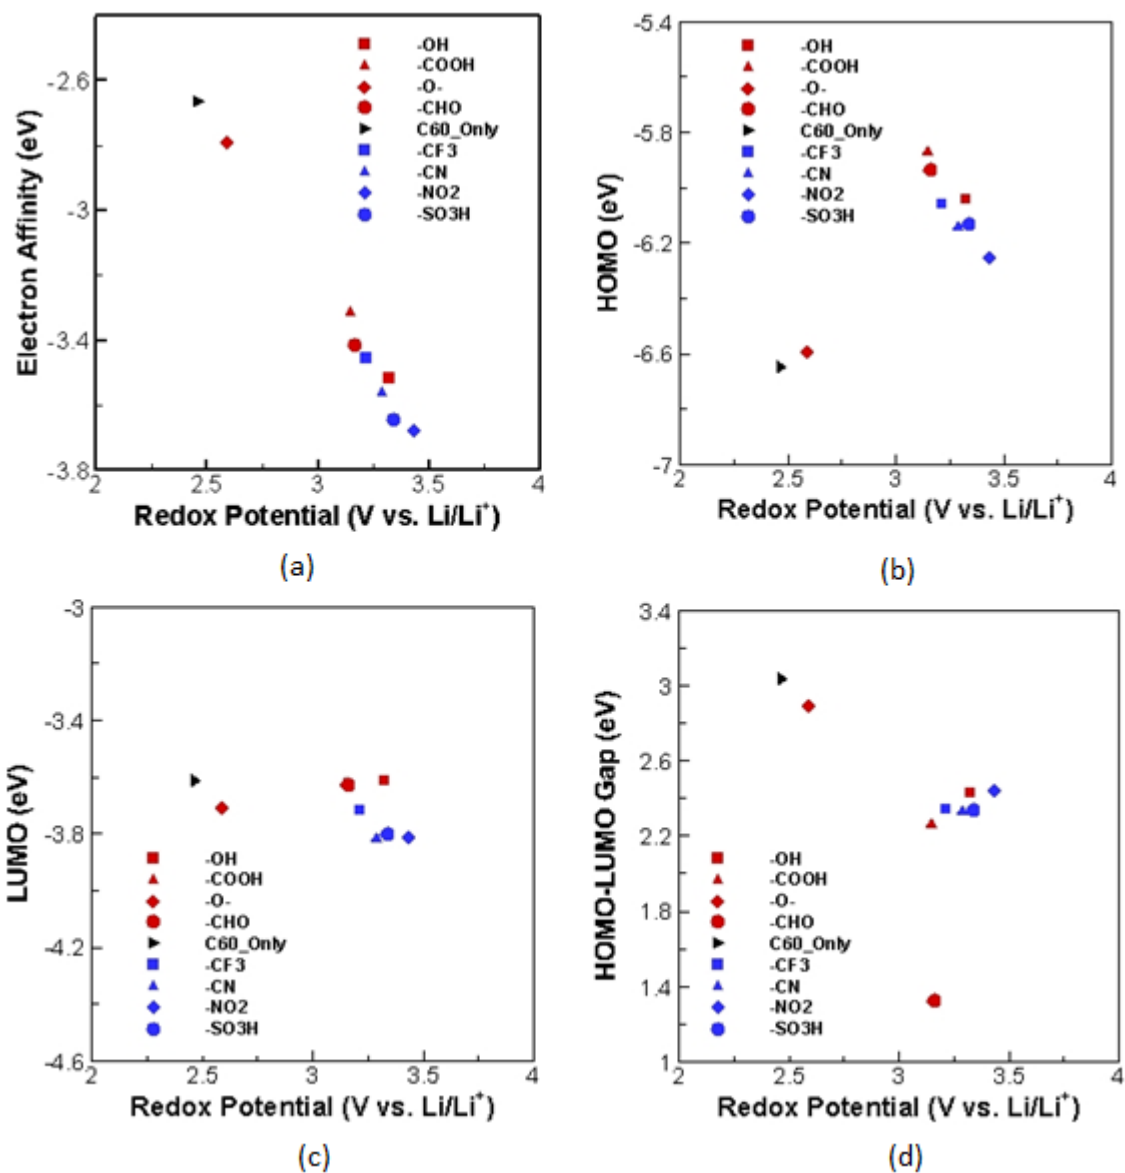 Electron Affinity (eV)
-2.6
-3
-3.4
-3.8
-OH
-COOH
-O-
-CHO
C60_Only
-CF3
-CN
-NO2
-SO3H
2 2.5 3 3.5 4
Redox Potential (V vs. Li/Li+)
(a)
HOMO (eV)
-5.4
-5.8
-6.2
-6.6
-7
-OH
-COOH
-O-
-CHO
C60_Only
-CF3
-CN
-NO2
-SO3H
2 2.5 3 3.5 4
Redox Potential (V vs. Li/Li+)
(b)
LUMO (eV)
-3
-3.4
-3.8
-4.2
-4.6
-OH
-COOH
-O-
-CHO
C60_Only
-CF3
-CN
-NO2
-SO3H
2 2.5 3 3.5 4
Redox Potential (V vs. Li/Li+)
(c)
HOMO-LUMO Gap (eV)
3.4
3
2.6
2.2
1.8
1.4
1
-OH
-COOH
-O-
-CHO
C60_Only
-CF3
-CN
-NO2
-SO3H
2 2.5 3 3.5 4
Redox Potential (V vs. Li/Li+)
(d)